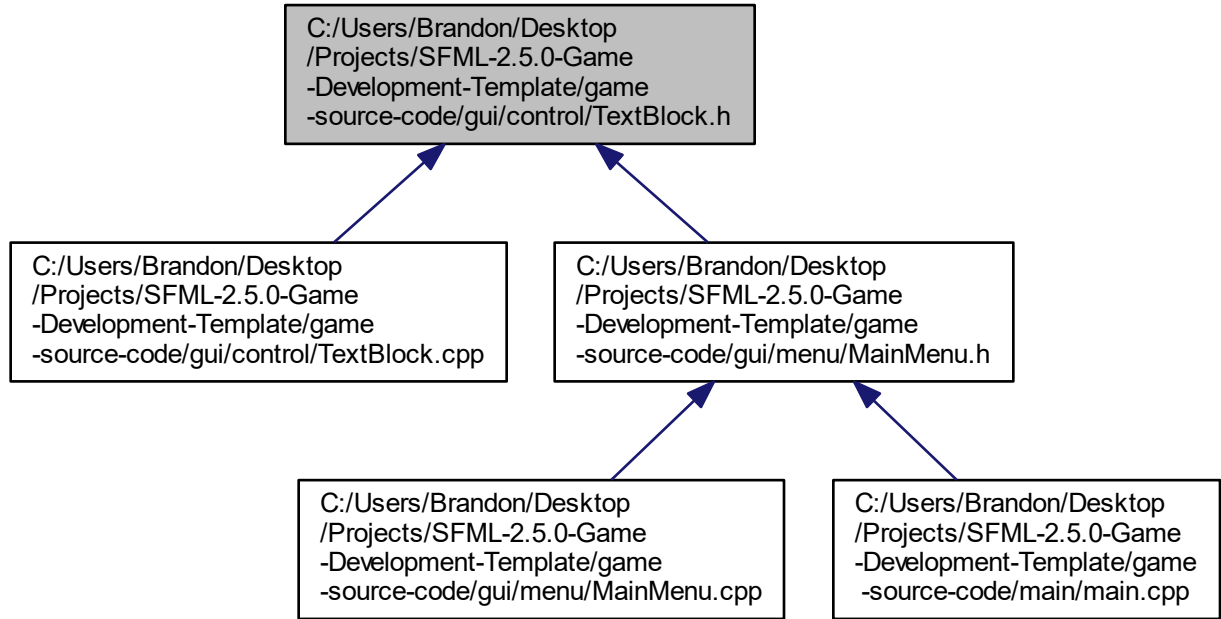 C:/Users/Brandon/Desktop
/Projects/SFML-2.5.0-Game
-Development-Template/game
-source-code/gui/control/TextBlock.h
C:/Users/Brandon/Desktop
/Projects/SFML-2.5.0-Game
-Development-Template/game
-source-code/gui/control/TextBlock.cpp
C:/Users/Brandon/Desktop
/Projects/SFML-2.5.0-Game
-Development-Template/game
-source-code/gui/menu/MainMenu.h
C:/Users/Brandon/Desktop
/Projects/SFML-2.5.0-Game
-Development-Template/game
-source-code/gui/menu/MainMenu.cpp
C:/Users/Brandon/Desktop
/Projects/SFML-2.5.0-Game
-Development-Template/game
-source-code/main/main.cpp